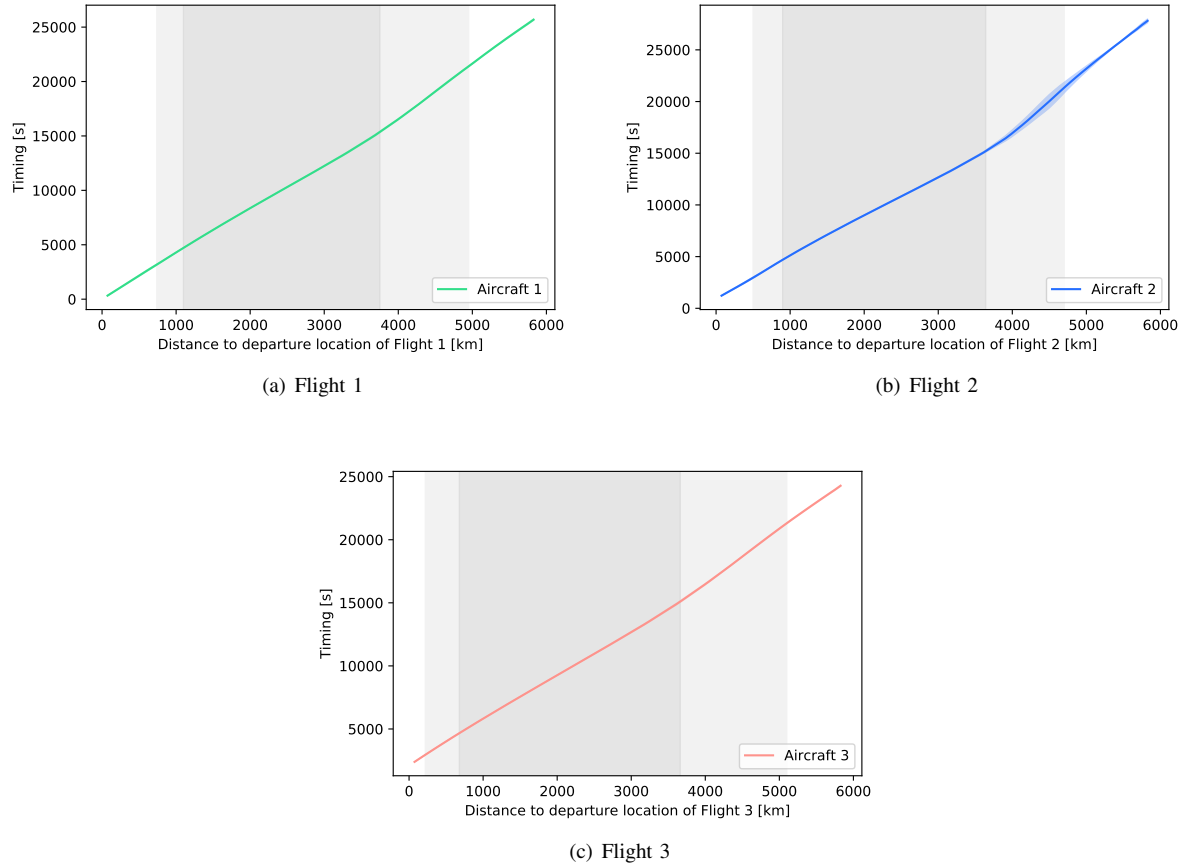 25000
20000
15000
10000
5000
0
Timing [s]
Aircraft 1
0 1000 2000 3000 4000 5000 6000
Distance to departure location of Flight 1 [km]
(a) Flight 1
25000
20000
15000
10000
5000
0
Timing [s]
Aircraft 2
0 1000 2000 3000 4000 5000 6000
Distance to departure location of Flight 2 [km]
(b) Flight 2
25000
20000
15000
10000
5000
Timing [s]
Aircraft 3
0 1000 2000 3000 4000 5000 6000
Distance to departure location of Flight 3 [km]
(c) Flight 3